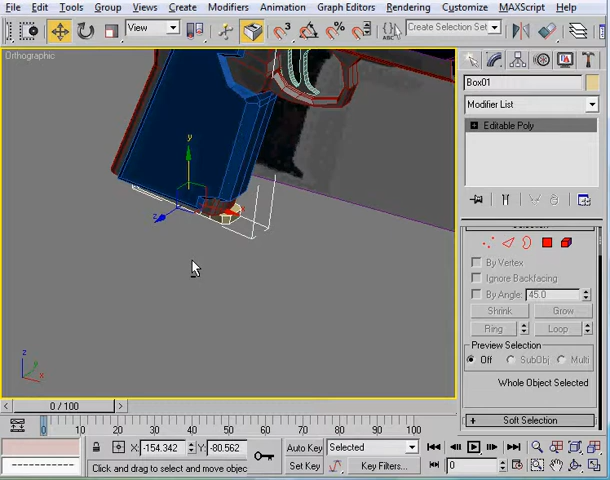 File Edit Tools Group Views Create Modifiers Animation Graph Editors Rendering Customize MAXScript Help
View
Create Selection Set
Orthographic
Box01
Modifier List
Editable Poly
y
z
Selection
By Vertex
Ignore Backfacing
By Angle: 45.0
Shrink Grow
Ring Loop
Preview Selection
Off SubObj Multi
Whole Object Selected
Soft Selection
z
y
x
0 / 100
0 10 20 30 40 50 60 70 80 90 100
X: -154.342 Y: -80.562
Auto Key Selected
Click and drag to select and move objec
Set Key Key Filters... 0